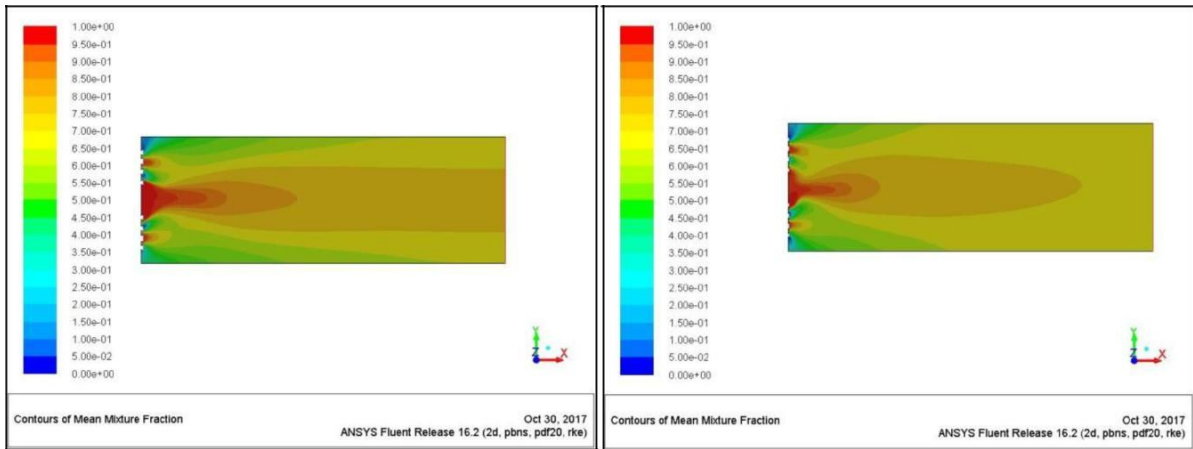 1.00e+00
9.50e-01
9.00e-01
8.50e-01
8.00e-01
7.50e-01
7.00e-01
6.50e-01
6.00e-01
5.50e-01
5.00e-01
4.50e-01
4.00e-01
3.50e-01
3.00e-01
2.50e-01
2.00e-01
1.50e-01
1.00e-01
5.00e-02
0.00e+00
Y
Z X
Contours of Mean Mixture Fraction Oct 30, 2017
ANSYS Fluent Release 16.2 (2d, pbns, pdf20, rke)
1.00e+00
9.50e-01
9.00e-01
8.50e-01
8.00e-01
7.50e-01
7.00e-01
6.50e-01
6.00e-01
5.50e-01
5.00e-01
4.50e-01
4.00e-01
3.50e-01
3.00e-01
2.50e-01
2.00e-01
1.50e-01
1.00e-01
5.00e-02
0.00e+00
Y
Z X
Contours of Mean Mixture Fraction Oct 30, 2017
ANSYS Fluent Release 16.2 (2d, pbns, pdf20, rke)